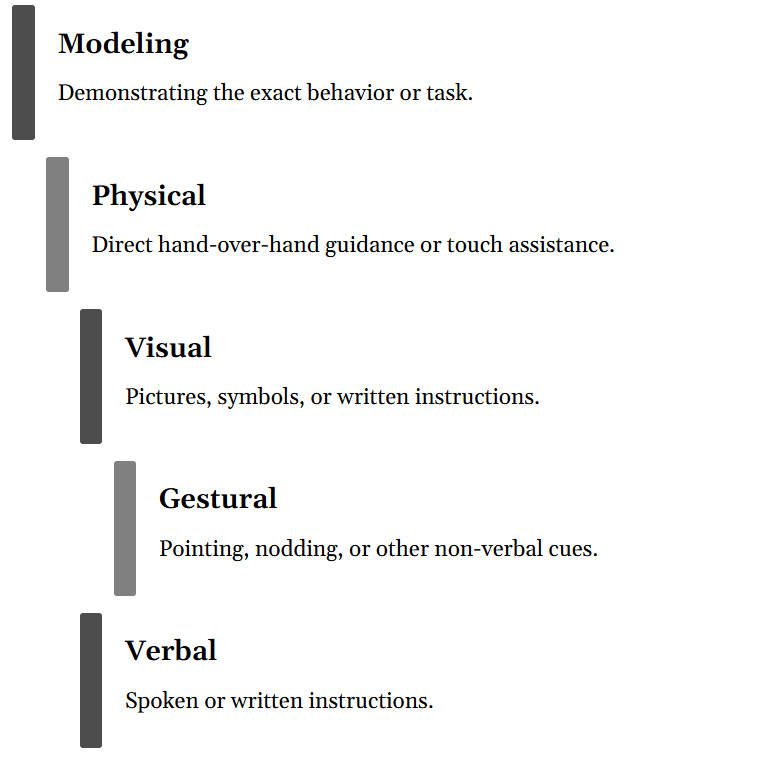 Modeling
Demonstrating the exact behavior or task.
Physical
Direct hand-over-hand guidance or touch assistance.
Visual
Pictures, symbols, or written instructions.
Gestural
Pointing, nodding, or other non-verbal cues.
Verbal
Spoken or written instructions.